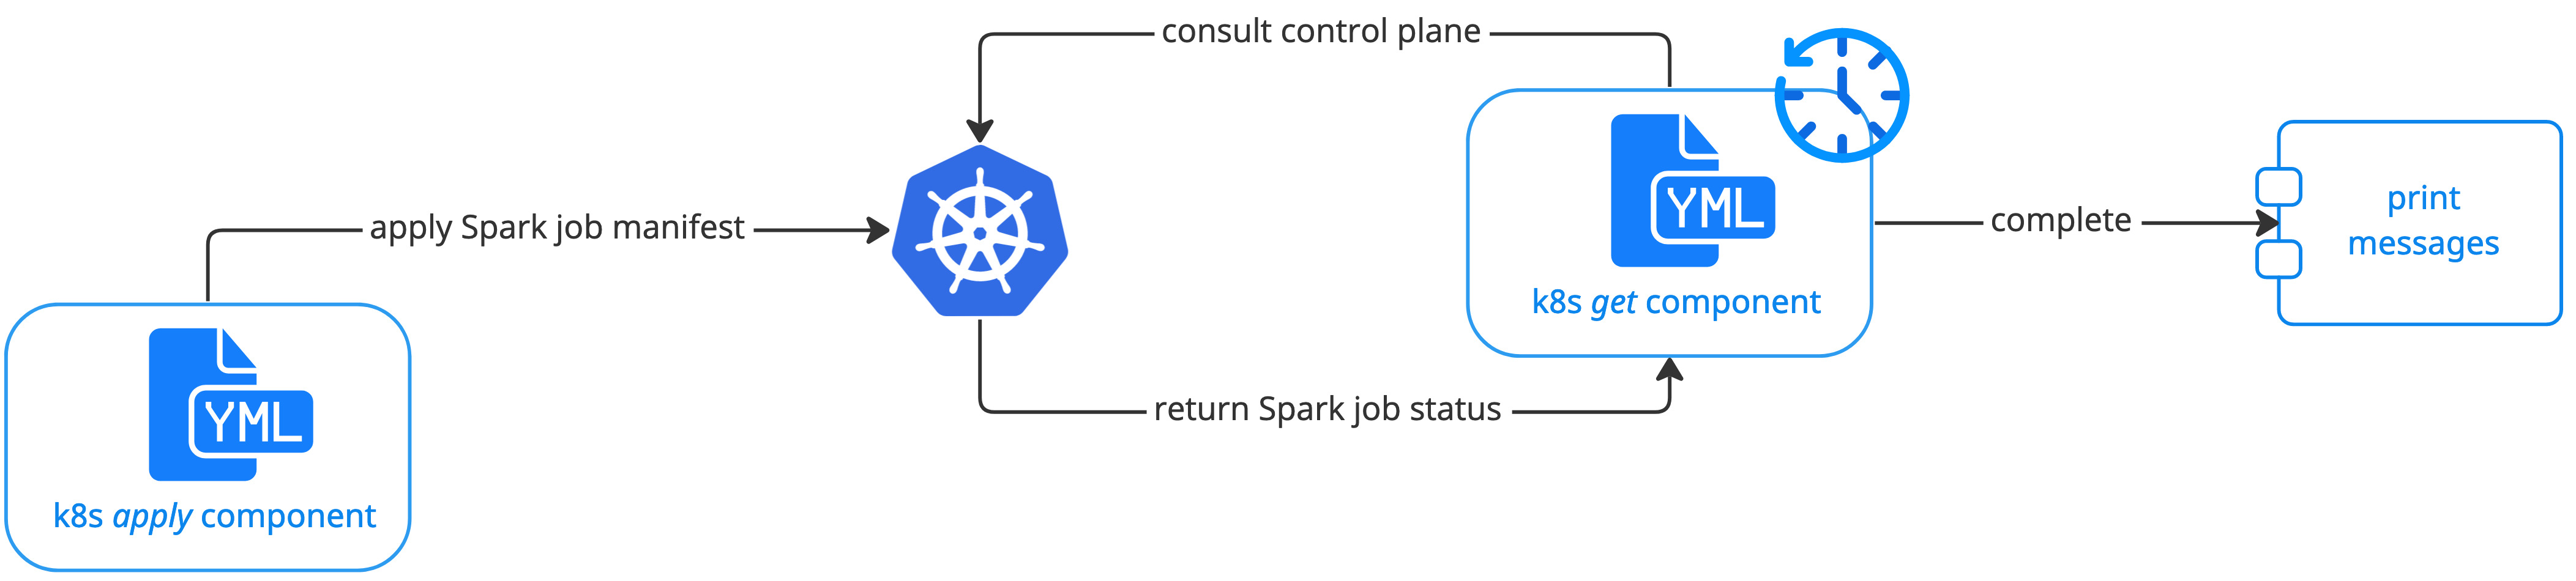 consult control plane
apply Spark job manifest
YML
k8s get component
complete
print
messages
return Spark job status
YML
k8s apply component